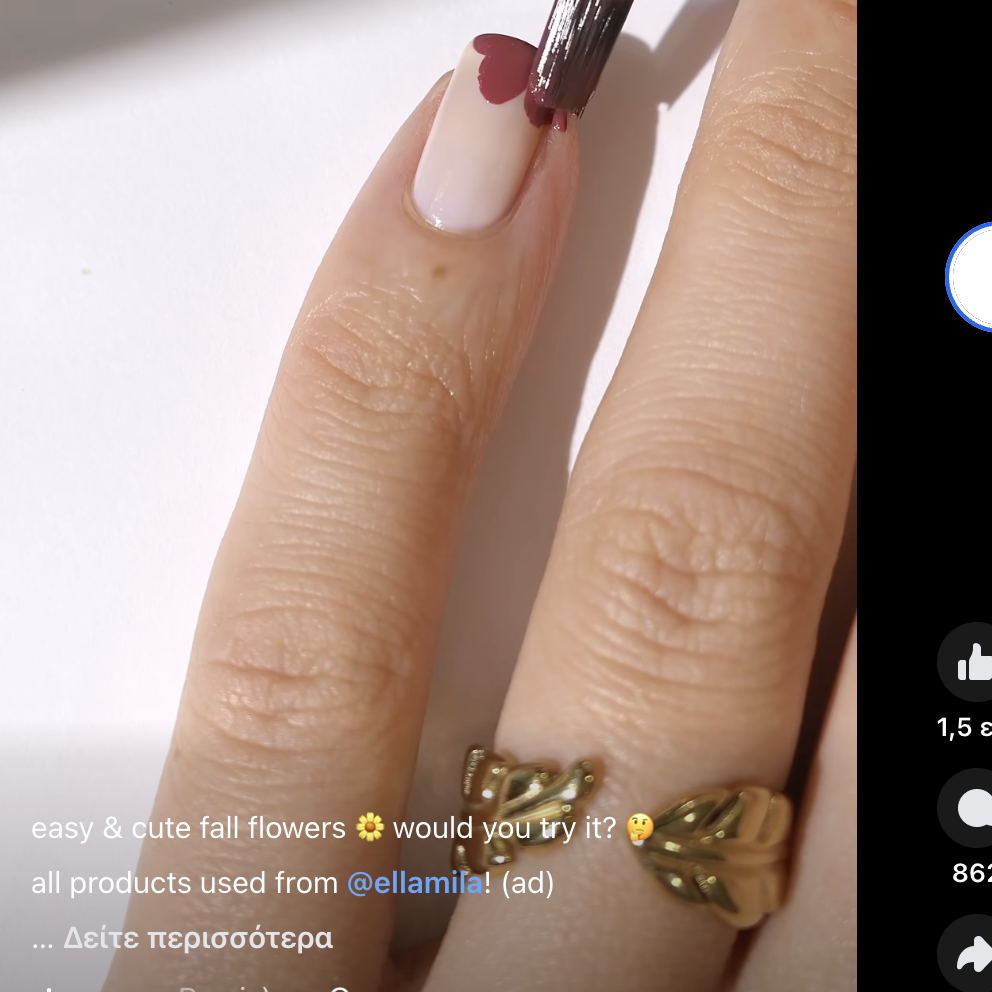 easy & cute fall flowers 🌼 would you try it? 🤔
all products used from @ellamila! (ad)
... Δείτε περισσότερα
1,5 ε
862